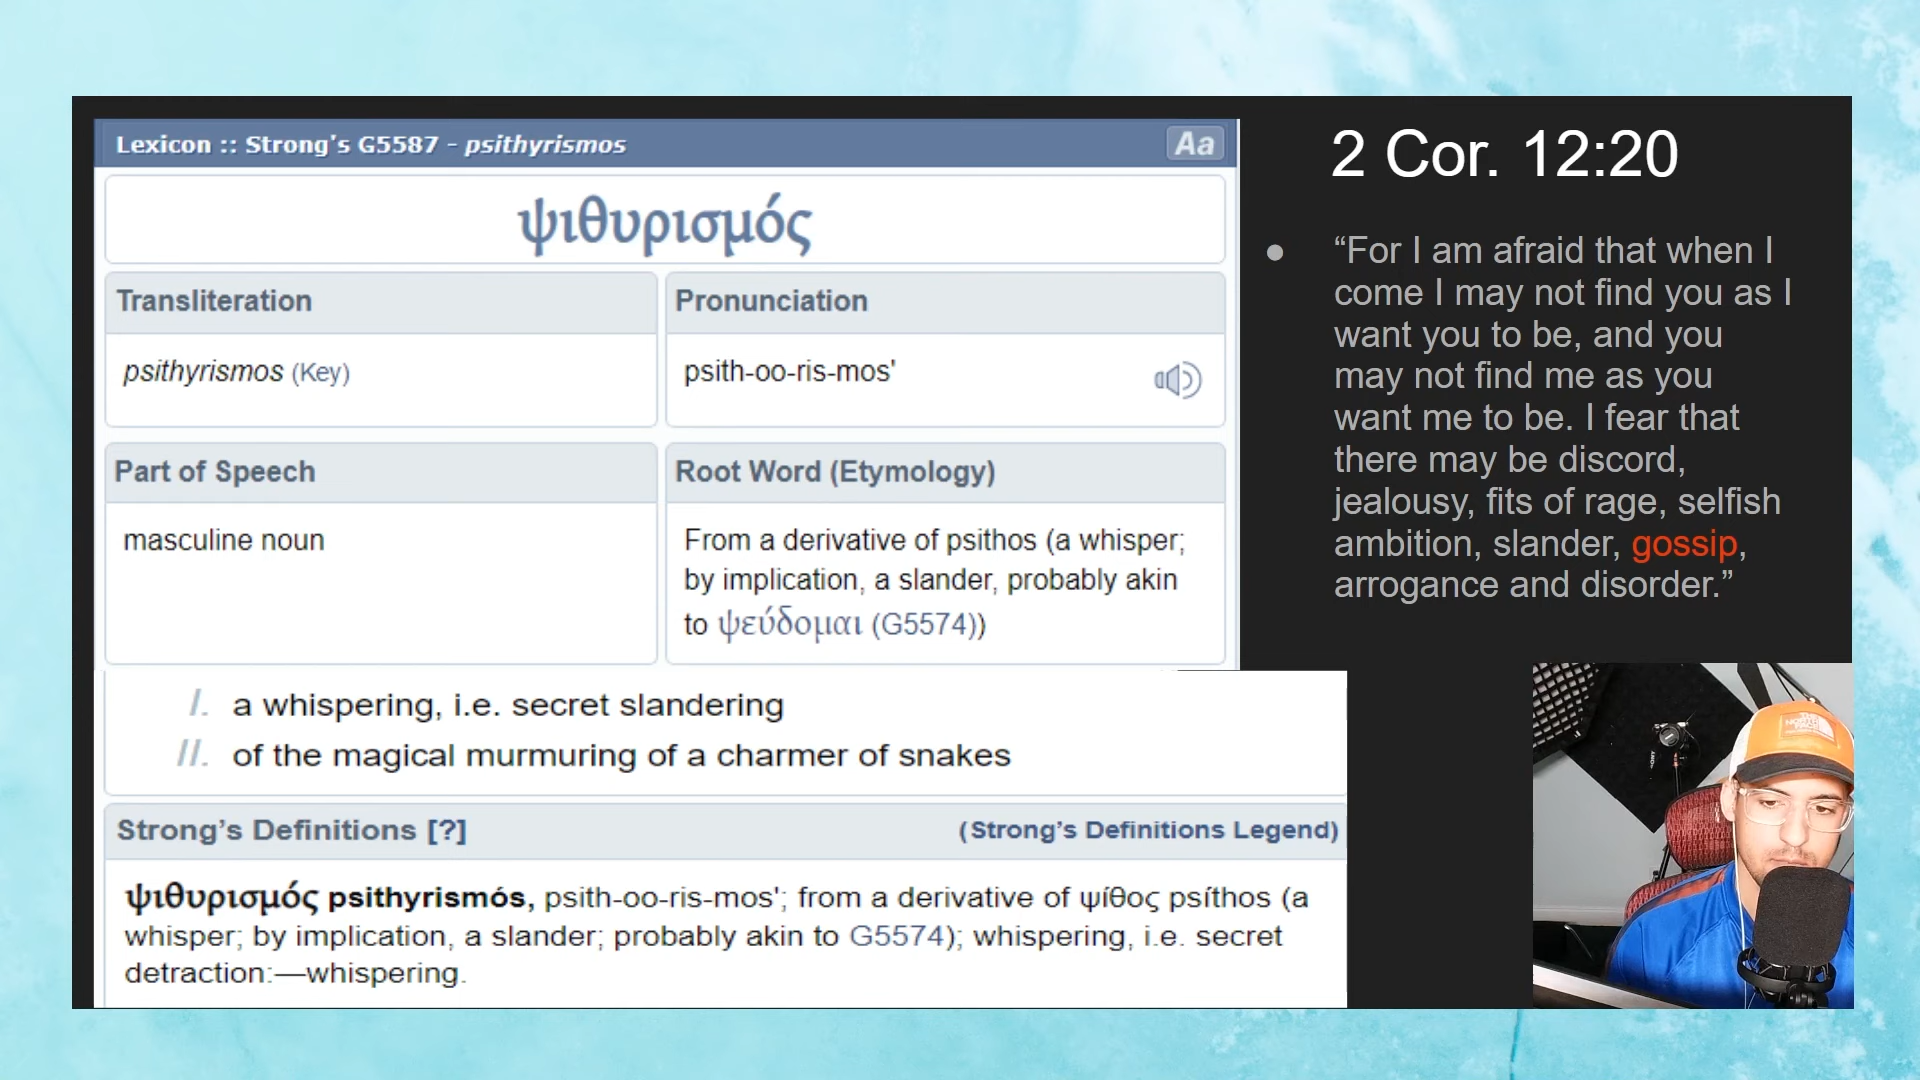 Lexicon :: Strong's G5587 - psithyrismos
Aa
ψιθυρισμός
Transliteration
psithyrismos (Key)
Pronunciation
psith-oo-ris-mos'
Part of Speech
masculine noun
Root Word (Etymology)
From a derivative of psithos (a whisper;
by implication, a slander, probably akin
to ψεύδομαι (G5574))
I. a whispering, i.e. secret slandering
II. of the magical murmuring of a charmer of snakes
Strong’s Definitions [?]
(Strong’s Definitions Legend)
ψιθυρισμός psithyrismós, psith-oo-ris-mos'; from a derivative of ψίθος psíthos (a
whisper; by implication, a slander; probably akin to G5574); whispering, i.e. secret
detraction:—whispering.
2 Cor. 12:20
● “For I am afraid that when I
come I may not find you as I
want you to be, and you
may not find me as you
want me to be. I fear that
there may be discord,
jealousy, fits of rage, selfish
ambition, slander, gossip,
arrogance and disorder.”